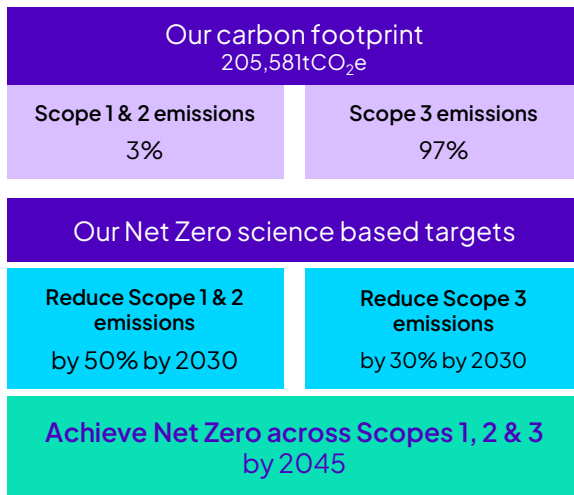 Our carbon footprint
205,581tCO₂e
Scope 1 & 2 emissions
3%
Scope 3 emissions
97%
Our Net Zero science based targets
Reduce Scope 1 & 2
emissions
by 50% by 2030
Reduce Scope 3
emissions
by 30% by 2030
Achieve Net Zero across Scopes 1, 2 & 3
by 2045